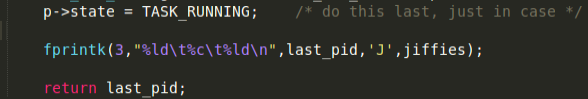 p->state = TASK_RUNNING;    /* do this last, just in case */
fprintk(3,"%ld\t%c\t%ld\n",last_pid,'J',jiffies);
return last_pid;